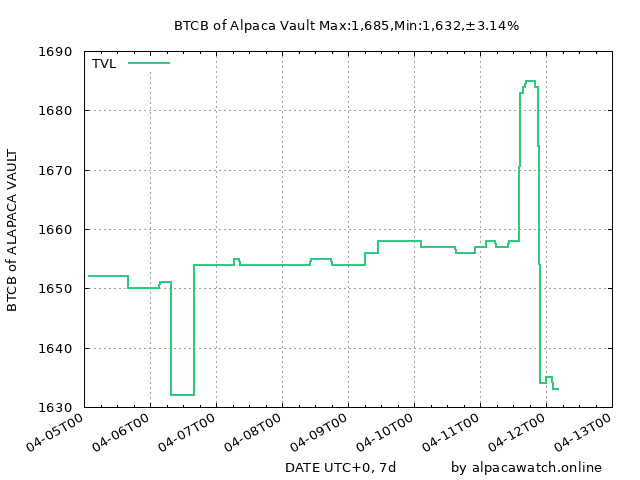 BTCB of Alpaca Vault Max:1,685,Min:1,632,±3.14%
TVL
1690
1680
1670
1660
1650
1640
1630
BTCB of ALAPACA VAULT
04-05T00
04-06T00
04-07T00
04-08T00
04-09T00
04-10T00
04-11T00
04-12T00
04-13T00
DATE UTC+0, 7d
by alpacawatch.online